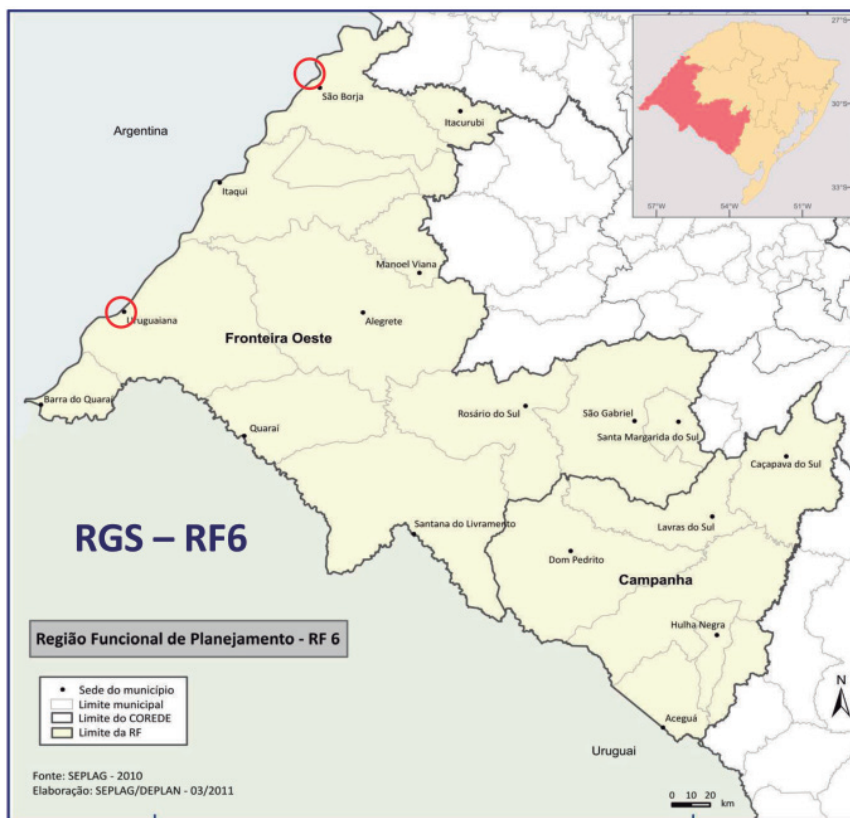 27°S
30°S
33°S
57°W
54°W
51°W
Argentina
São Borja
Itacurubi
Itaqui
Manoel Viana
Uruguaiana
Alegrete
Fronteira Oeste
Barra do Quaraí
Quaraí
Rosário do Sul
São Gabriel
Santa Margarida do Sul
Caçapava do Sul
Santana do Livramento
Lavras do Sul
RGS – RF6
Dom Pedrito
Campanha
Hulha Negra
Região Funcional de Planejamento - RF 6
Sede do município
Limite municipal
Limite do COREDE
Limite da RF
N
Aceguá
Uruguai
Fonte: SEPLAG - 2010
Elaboração: SEPLAG/DEPLAN - 03/2011
0 10 20
km